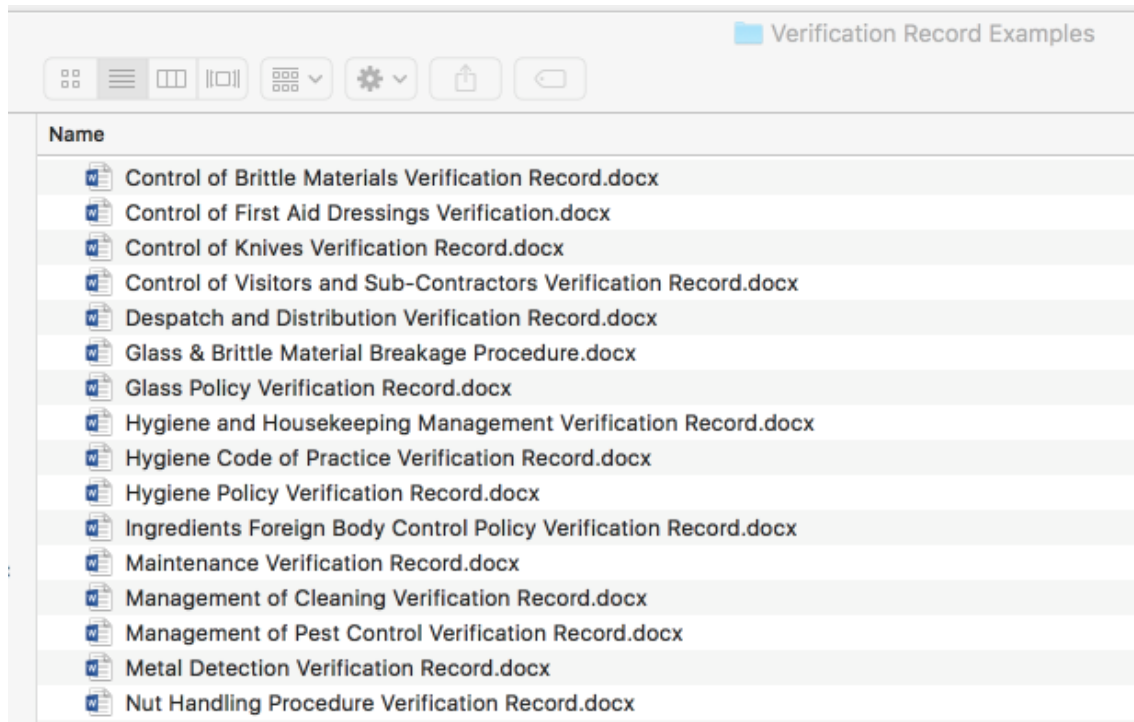 Verification Record Examples
Name
Control of Brittle Materials Verification Record.docx
Control of First Aid Dressings Verification.docx
Control of Knives Verification Record.docx
Control of Visitors and Sub-Contractors Verification Record.docx
Despatch and Distribution Verification Record.docx
Glass & Brittle Material Breakage Procedure.docx
Glass Policy Verification Record.docx
Hygiene and Housekeeping Management Verification Record.docx
Hygiene Code of Practice Verification Record.docx
Hygiene Policy Verification Record.docx
Ingredients Foreign Body Control Policy Verification Record.docx
Maintenance Verification Record.docx
Management of Cleaning Verification Record.docx
Management of Pest Control Verification Record.docx
Metal Detection Verification Record.docx
Nut Handling Procedure Verification Record.docx